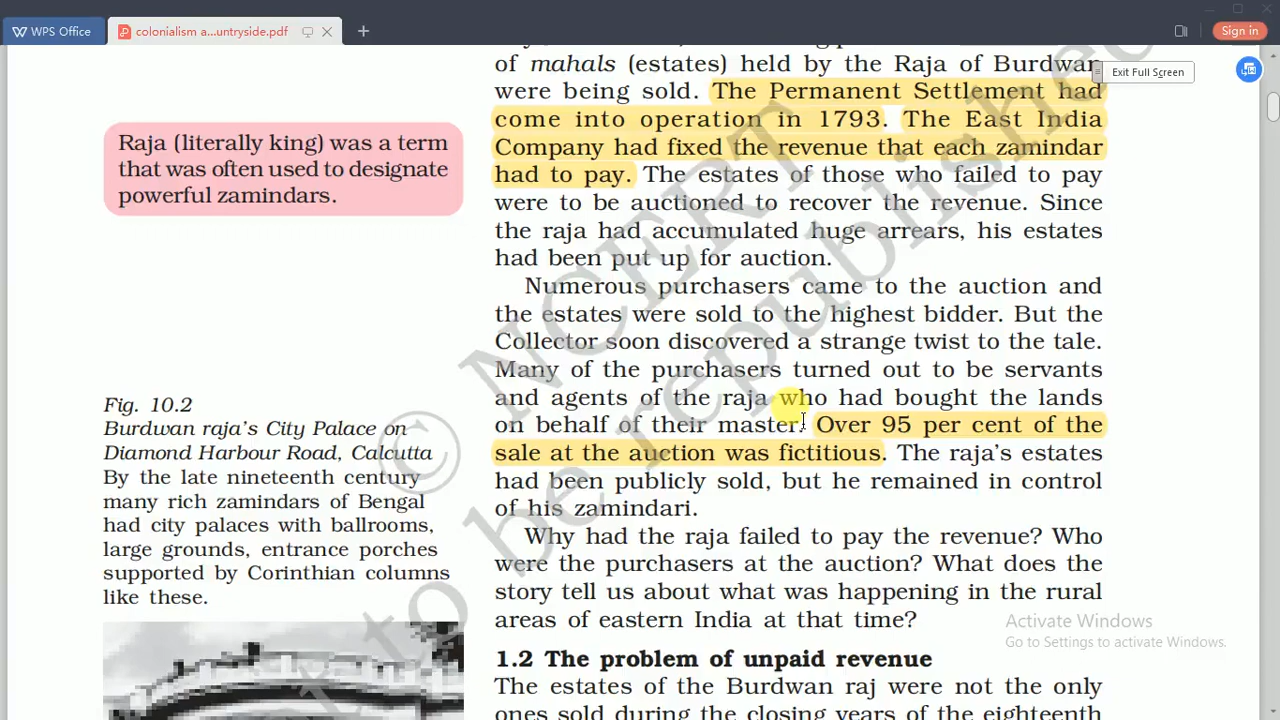 WPS Office
colonialism a...untryside.pdf
Sign in
Exit Full Screen
of mahals (estates) held by the Raja of Burdwan
were being sold. The Permanent Settlement had
come into operation in 1793. The East India
Company had fixed the revenue that each zamindar
had to pay. The estates of those who failed to pay
were to be auctioned to recover the revenue. Since
the raja had accumulated huge arrears, his estates
had been put up for auction.
Numerous purchasers came to the auction and
the estates were sold to the highest bidder. But the
Collector soon discovered a strange twist to the tale.
Many of the purchasers turned out to be servants
and agents of the raja who had bought the lands
on behalf of their master. Over 95 per cent of the
sale at the auction was fictitious. The raja's estates
had been publicly sold, but he remained in control
of his zamindari.
Why had the raja failed to pay the revenue? Who
were the purchasers at the auction? What does the
story tell us about what was happening in the rural
areas of eastern India at that time?
1.2 The problem of unpaid revenue
The estates of the Burdwan raj were not the only
ones sold during the closing years of the eighteenth
Raja (literally king) was a term
that was often used to designate
powerful zamindars.
Fig. 10.2
Burdwan raja's City Palace on
Diamond Harbour Road, Calcutta
By the late nineteenth century
many rich zamindars of Bengal
had city palaces with ballrooms,
large grounds, entrance porches
supported by Corinthian columns
like these.
© NCERT
to be republished
Activate Windows
Go to Settings to activate Windows.